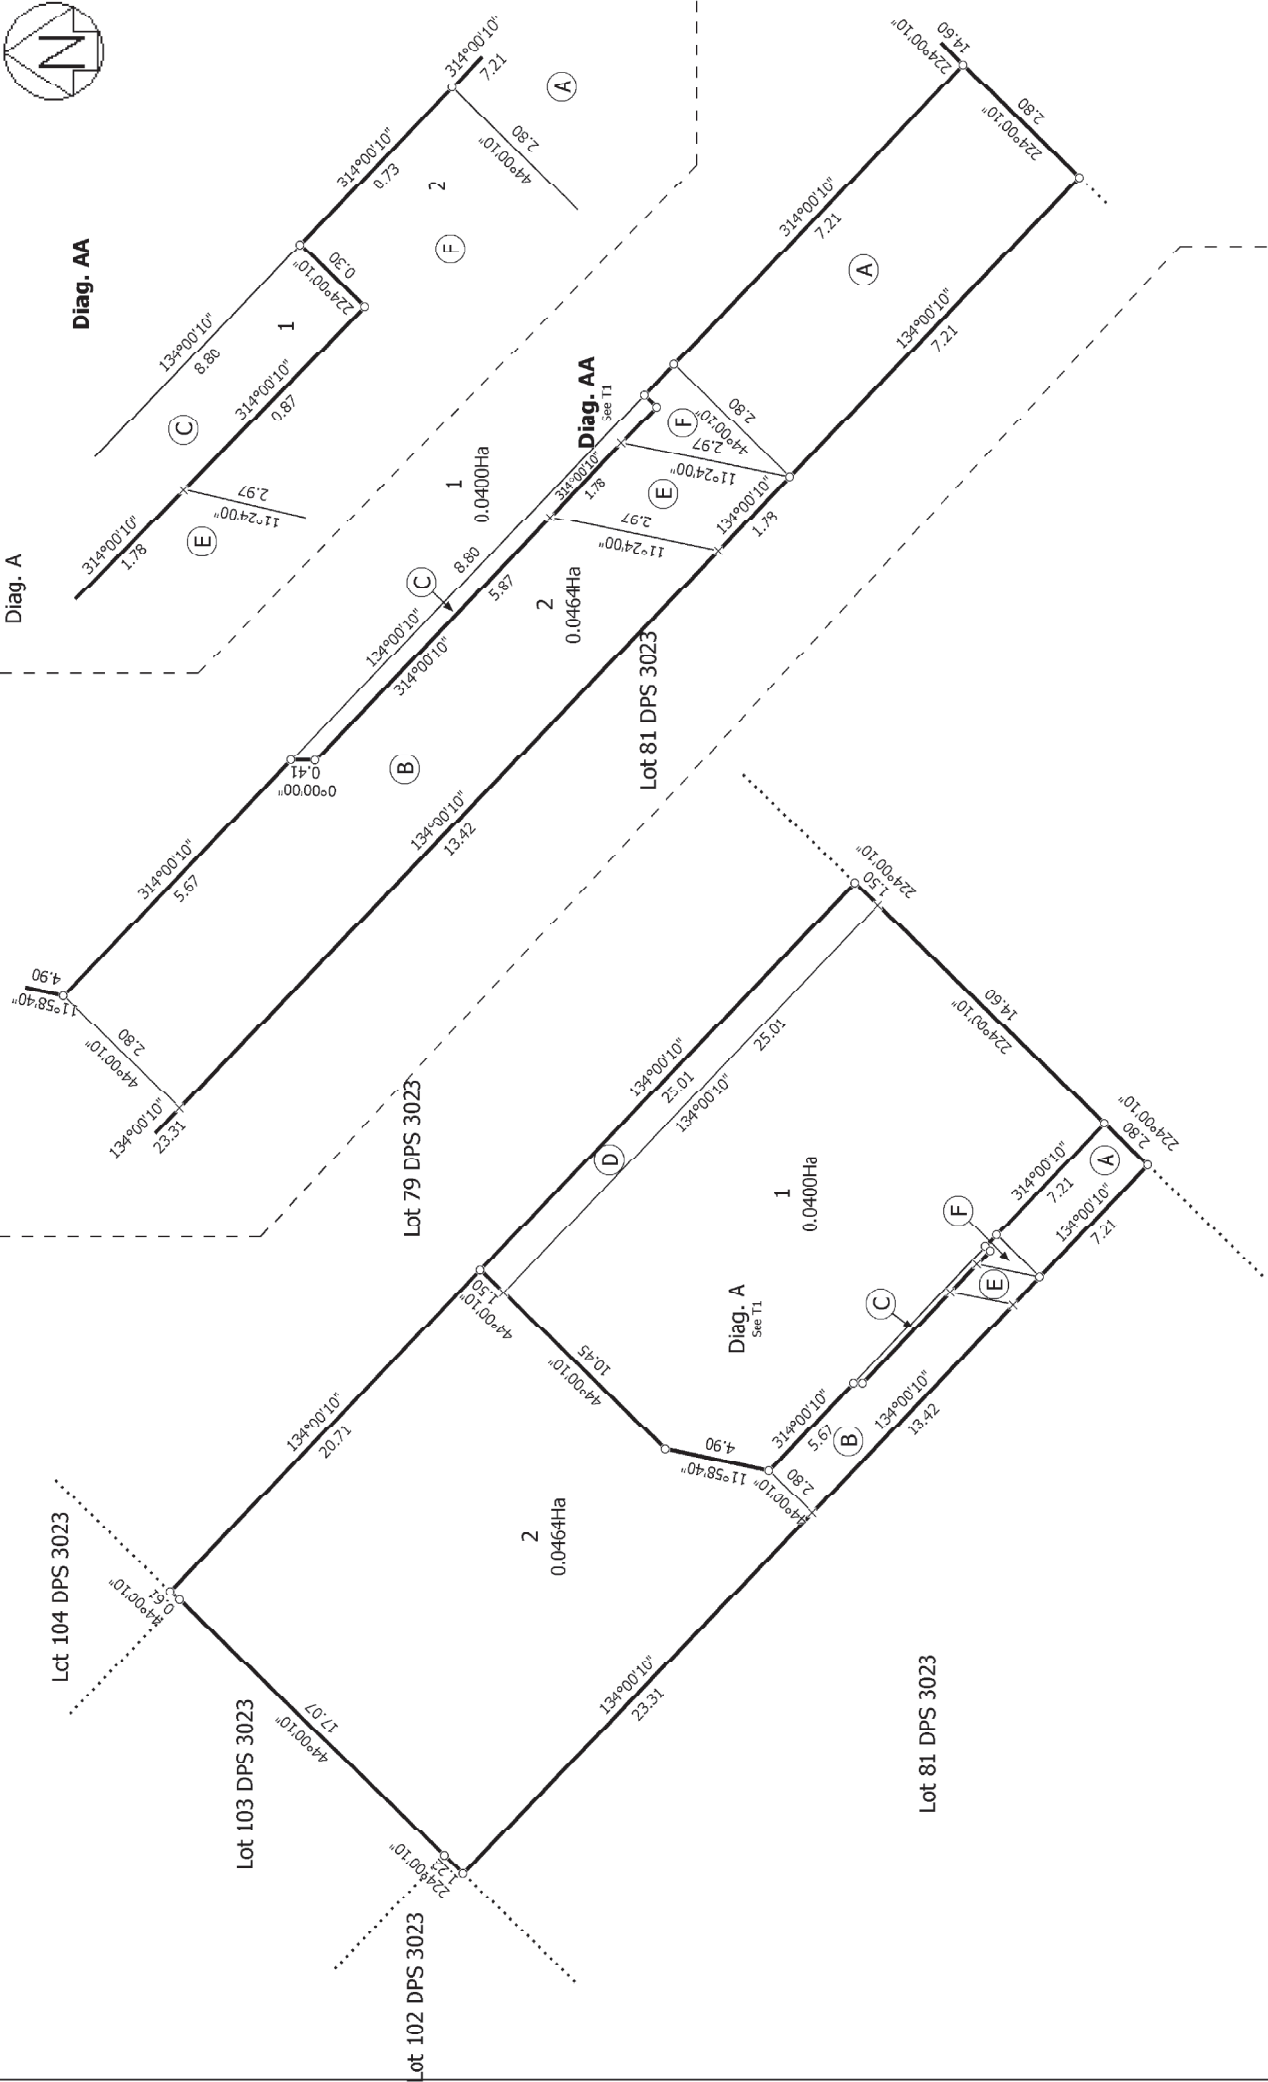 N
Diag. A
Diag. AA
134°00'10"
8.80
314°00'10"
0.73
314°00'10"
7.21
44°00'10"
2.80
A
224°00'10"
0.30
1
2
F
C
314°00'10"
0.87
11°24'00"
2.97
314°00'10"
1.78
E
224°00'10"
14.60
224°00'10"
2.80
314°00'10"
7.21
A
134°00'10"
7.21
Diag. AA
See T1
F
44°00'10"
2.80
11°24'00"
2.97
314°00'10"
1.78
E
11°24'00"
2.97
134°00'10"
1.78
1
0.0400Ha
134°00'10"
8.80
C
314°00'10"
5.87
2
0.0464Ha
0°00'00"
0.41
B
134°00'10"
13.42
314°00'10"
5.67
11°58'40"
4.90
44°00'10"
2.80
134°00'10"
23.31
Lot 81 DPS 3023
Lot 79 DPS 3023
224°00'10"
1.50
134°00'10"
25.01
134°00'10"
25.01
D
224°00'10"
14.60
1
0.0400Ha
Diag. A
See T1
44°00'10"
1.50
44°00'10"
10.45
11°58'40"
4.90
224°00'10"
2.80
314°00'10"
7.21
A
134°00'10"
7.21
F
E
C
314°00'10"
5.67
B
134°00'10"
13.42
44°00'10"
2.80
134°00'10"
20.71
2
0.0464Ha
44°00'10"
0.61
Lot 104 DPS 3023
44°00'10"
17.07
Lot 103 DPS 3023
224°00'10"
1.22
134°00'10"
23.31
Lot 102 DPS 3023
Lot 81 DPS 3023